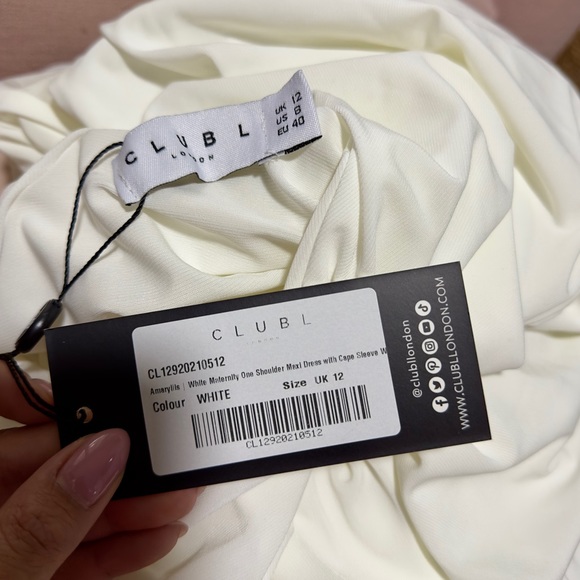 CLUBL
LONDON
UK 12
US 8
EU 40
CLUBL
LONDON
CL12920210512
Amaryllis | White Maternity One Shoulder Maxi Dress with Cape Sleeve W
Colour WHITE Size UK 12
CL12920210512
@clubllondon
WWW.CLUBLLONDON.COM